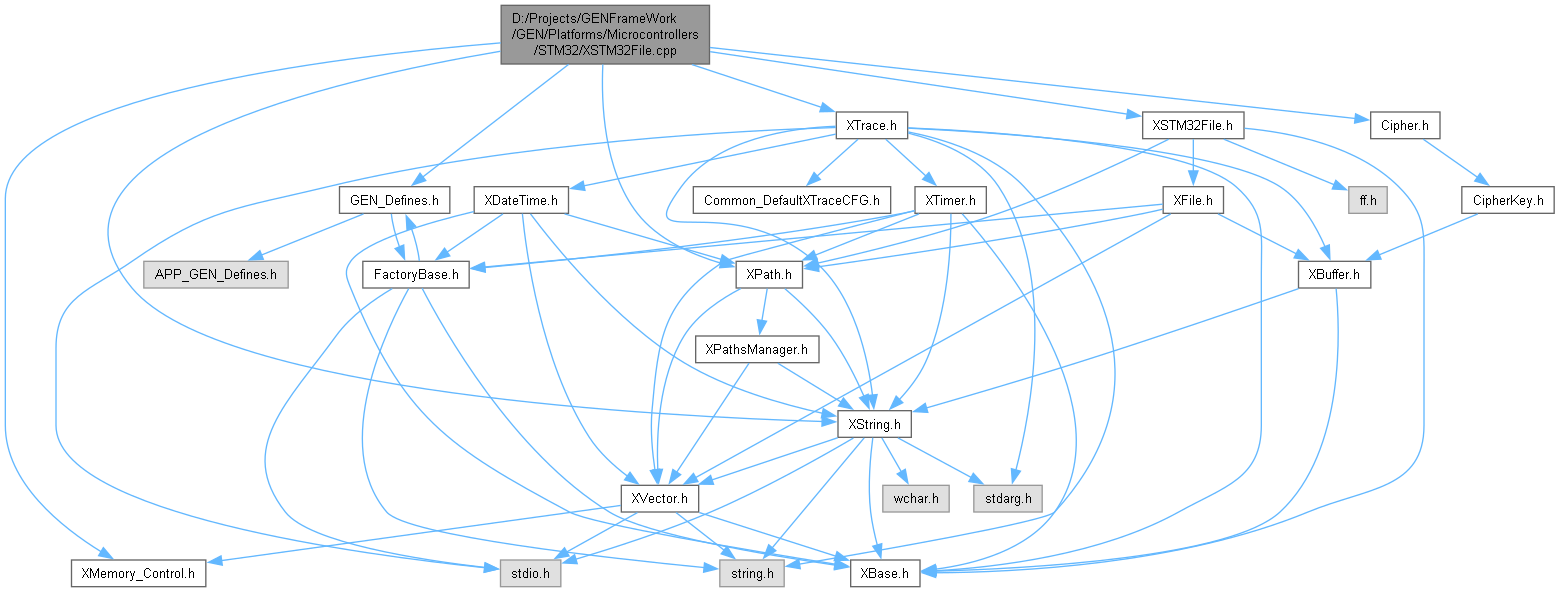 D:/Projects/GENFrameWork
/GEN/Platforms/Microcontrollers
/STM32/XSTM32File.cpp
XTrace.h
XSTM32File.h
Cipher.h
GEN_Defines.h
XDateTime.h
Common_DefaultXTraceCFG.h
XTimer.h
XFile.h
ff.h
CipherKey.h
APP_GEN_Defines.h
FactoryBase.h
XPath.h
XBuffer.h
XPathsManager.h
XString.h
XVector.h
wchar.h
stdarg.h
XMemory_Control.h
stdio.h
string.h
XBase.h